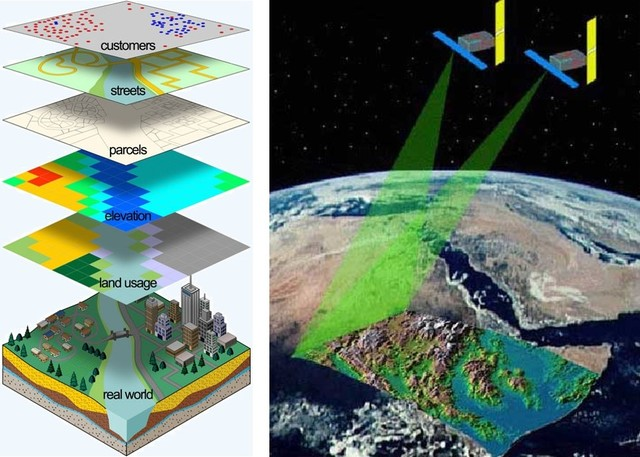 customers
streets
parcels
elevation
land usage
real world